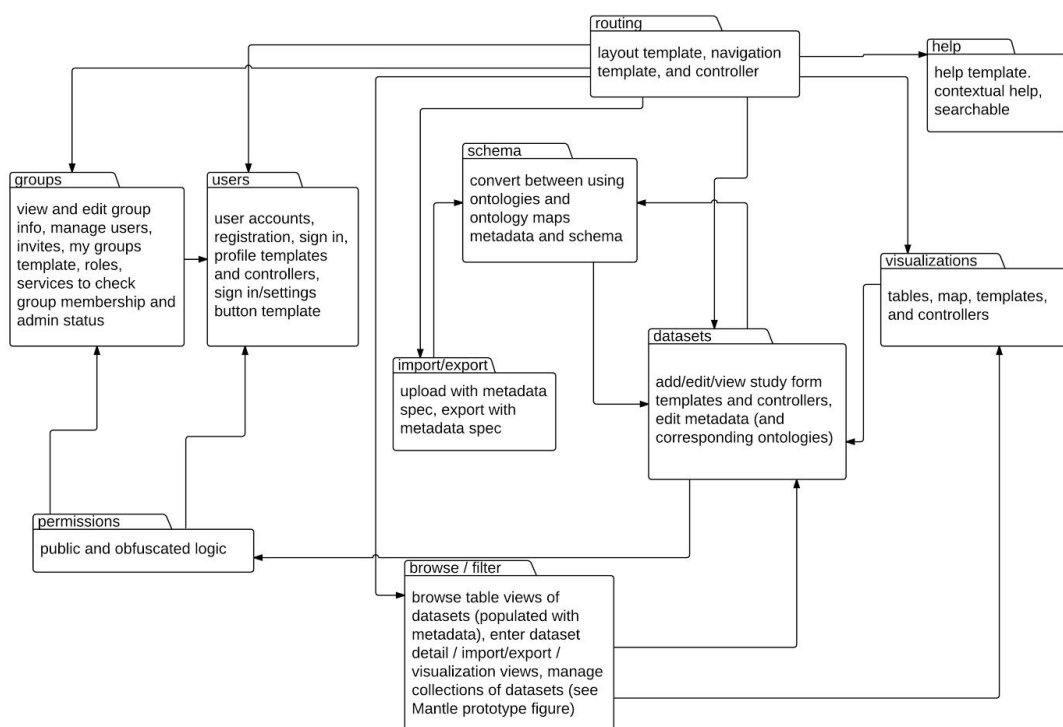 routing
layout template, navigation
template, and controller
help
help template.
contextual help,
searchable
schema
convert between using
ontologies and
ontology maps
metadata and schema
groups
view and edit group
info, manage users,
invites, my groups
template, roles,
services to check
group membership and
admin status
users
user accounts,
registration, sign in,
profile templates
and controllers,
sign in/settings
button template
visualizations
tables, map, templates,
and controllers
import/export
upload with metadata
spec, export with
metadata spec
datasets
add/edit/view study form
templates and controllers,
edit metadata (and
corresponding ontologies)
permissions
public and obfuscated logic
browse / filter
browse table views of
datasets (populated with
metadata), enter dataset
detail / import/export /
visualization views, manage
collections of datasets (see
Mantle prototype figure)